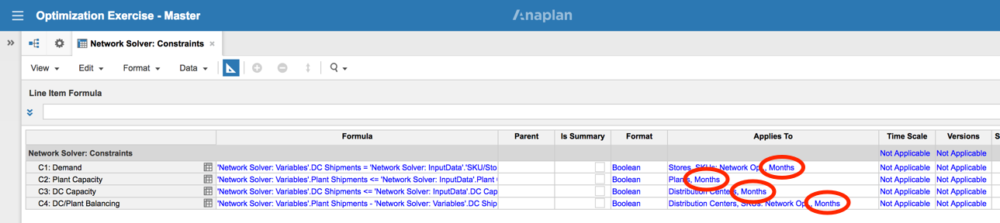 Optimization Exercise - Master
Anaplan
Network Solver: Constraints ×
View Edit Format Data
Line Item Formula
Formula Parent Is Summary Format Applies To Time Scale Versions S
Network Solver: Constraints Not Applicable Not Applicable
C1: Demand 'Network Solver: Variables'.DC Shipments = 'Network Solver: InputData'.'SKU/Sto Boolean Stores, SKUs: Network Op., Months Not Applicable Not Applicable
C2: Plant Capacity 'Network Solver: Variables'.Plant Shipments <= 'Network Solver: InputData'.Plant Boolean Plants, Months Not Applicable Not Applicable
C3: DC Capacity 'Network Solver: Variables'.DC Shipments <= 'Network Solver: InputData'.DC Cap Boolean Distribution Centers, Months Not Applicable Not Applicable
C4: DC/Plant Balancing 'Network Solver: Variables'.Plant Shipments - 'Network Solver: Variables'.DC Ship Boolean Distribution Centers, SKUs: Network Op., Months Not Applicable Not Applicable